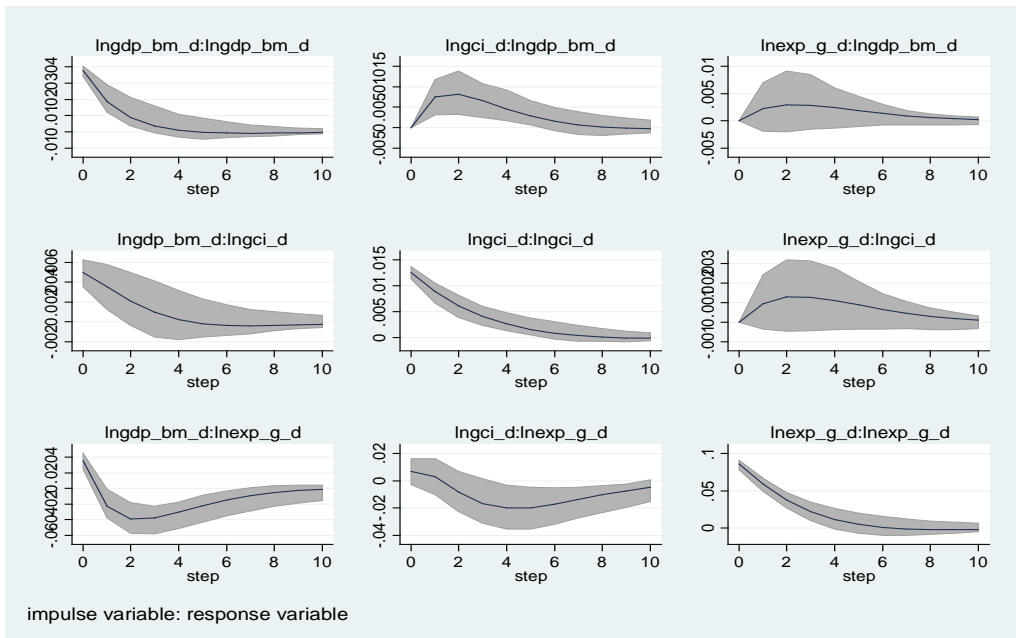 lngdp_bm_d:lngdp_bm_d
0 2 4 6 8 10
step
lngci_d:lngdp_bm_d
0 2 4 6 8 10
step
lnexp_g_d:lngdp_bm_d
-.005 0 .005 .01
0 2 4 6 8 10
step
lngdp_bm_d:lngci_d
0 2 4 6 8 10
step
lngci_d:lngci_d
0 .005 .01 .015
0 2 4 6 8 10
step
lnexp_g_d:lngci_d
0 2 4 6 8 10
step
lngdp_bm_d:lnexp_g_d
0 2 4 6 8 10
step
lngci_d:lnexp_g_d
-.04 -.02 0 .02
0 2 4 6 8 10
step
lnexp_g_d:lnexp_g_d
0 .05 .1
0 2 4 6 8 10
step
impulse variable: response variable